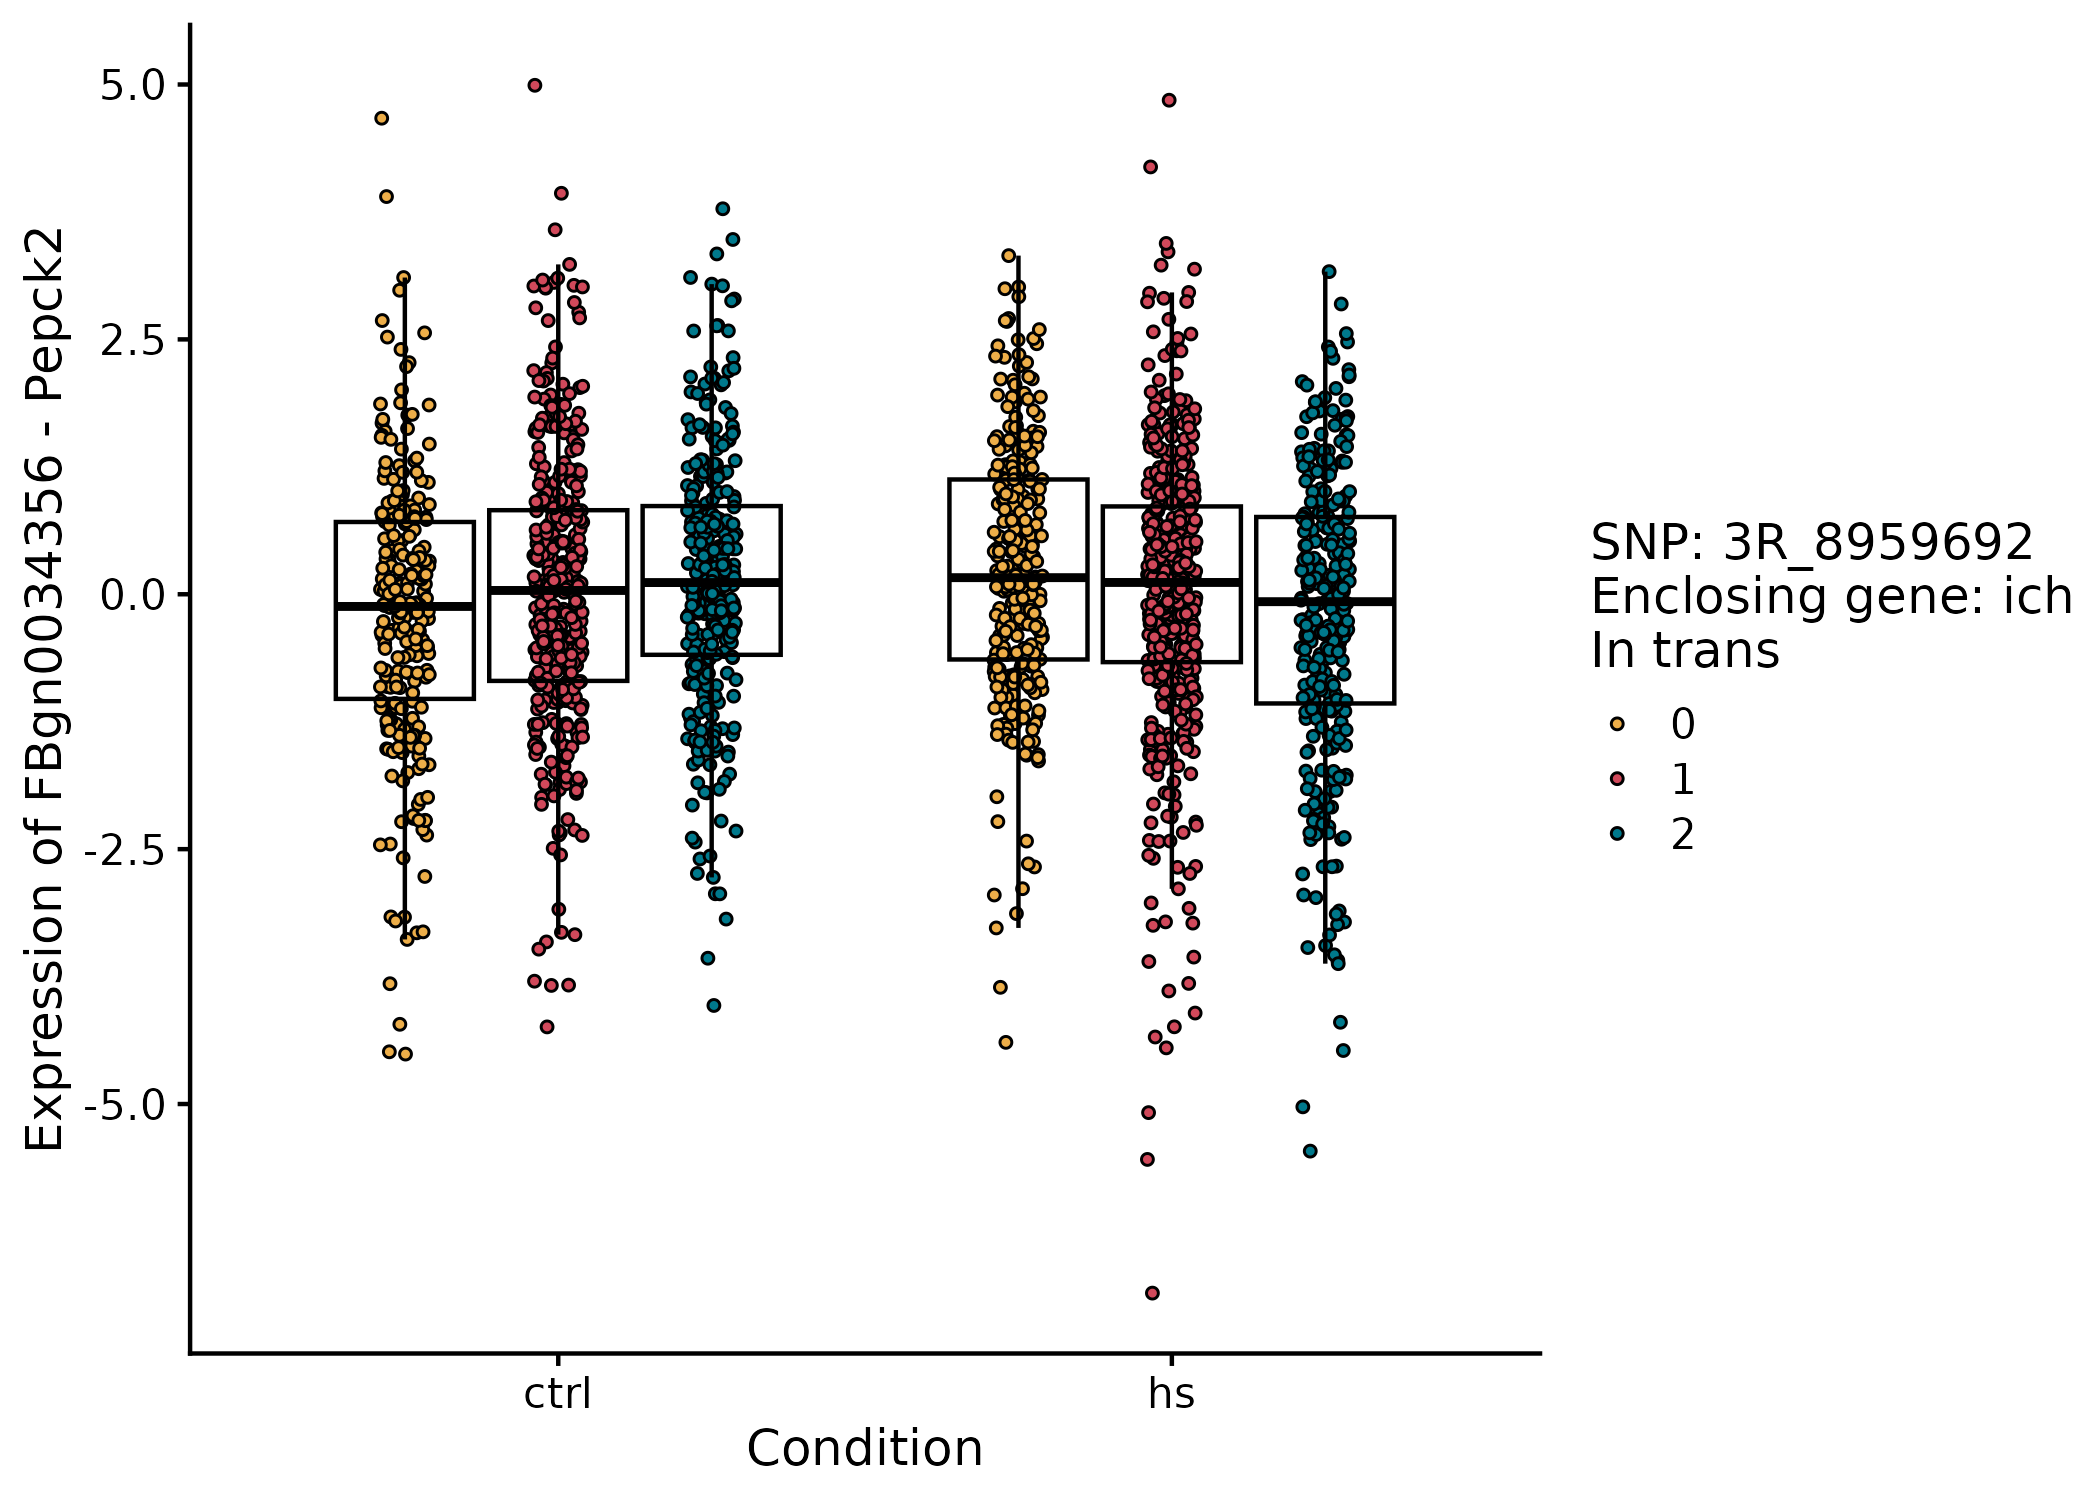 Expression of FBgn0034356 - Pepck2
5.0
2.5
0.0
-2.5
-5.0
ctrl
hs
Condition
SNP: 3R_8959692
Enclosing gene: ich
In trans
0
1
2